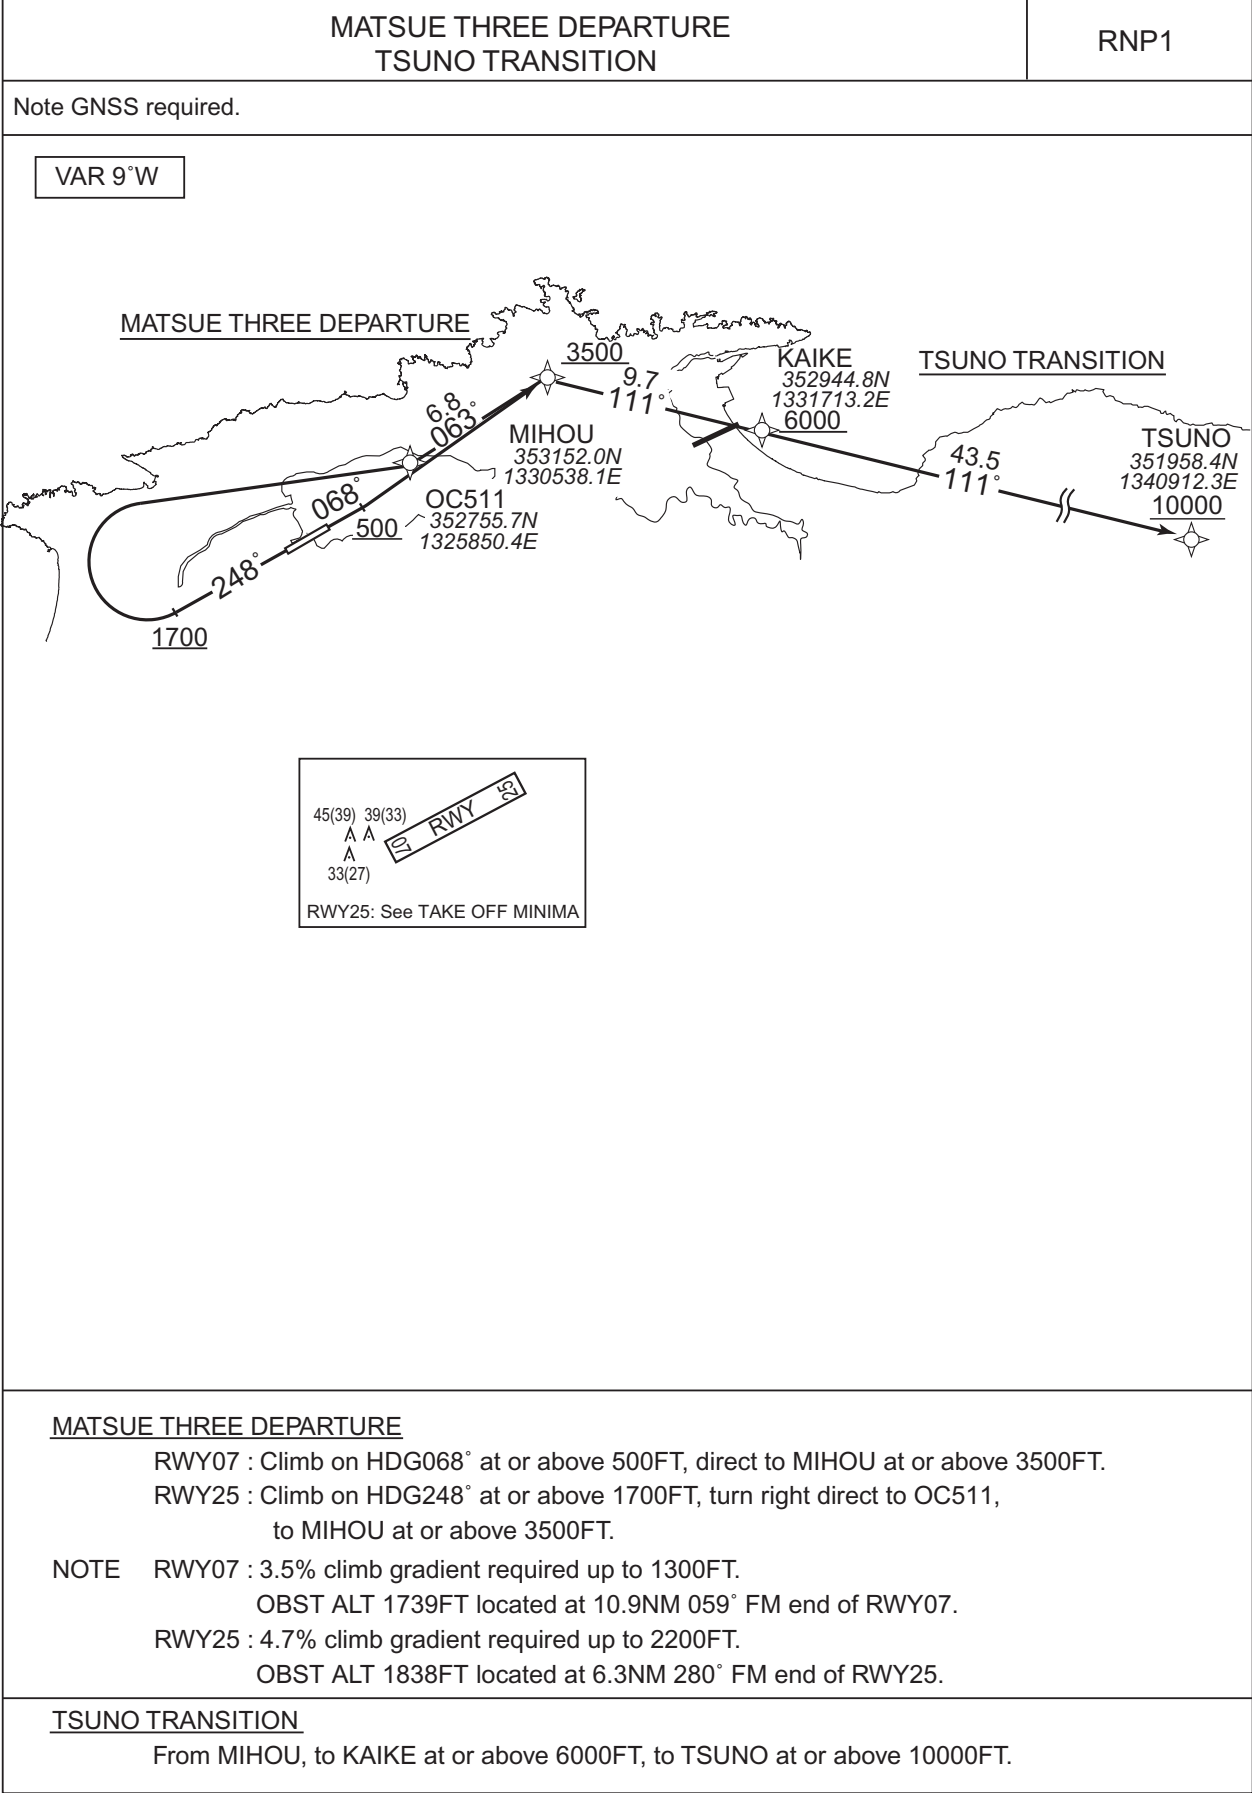 MATSUE THREE DEPARTURE
TSUNO TRANSITION
RNP1
Note GNSS required.
VAR 9˚W
MATSUE THREE DEPARTURE
3500
KAIKE
352944.8N
1331713.2E
6000
TSUNO TRANSITION
9.7
111˚
6.8
063˚
MIHOU
353152.0N
1330538.1E
TSUNO
351958.4N
1340912.3E
10000
43.5
111˚
068˚
OC511
352755.7N
1325850.4E
500
248˚
1700
45(39) 39(33)
33(27)
07 RWY 25
RWY25: See TAKE OFF MINIMA
MATSUE THREE DEPARTURE
RWY07 : Climb on HDG068˚ at or above 500FT, direct to MIHOU at or above 3500FT.
RWY25 : Climb on HDG248˚ at or above 1700FT, turn right direct to OC511,
to MIHOU at or above 3500FT.
NOTE RWY07 : 3.5% climb gradient required up to 1300FT.
OBST ALT 1739FT located at 10.9NM 059˚ FM end of RWY07.
RWY25 : 4.7% climb gradient required up to 2200FT.
OBST ALT 1838FT located at 6.3NM 280˚ FM end of RWY25.
TSUNO TRANSITION
From MIHOU, to KAIKE at or above 6000FT, to TSUNO at or above 10000FT.